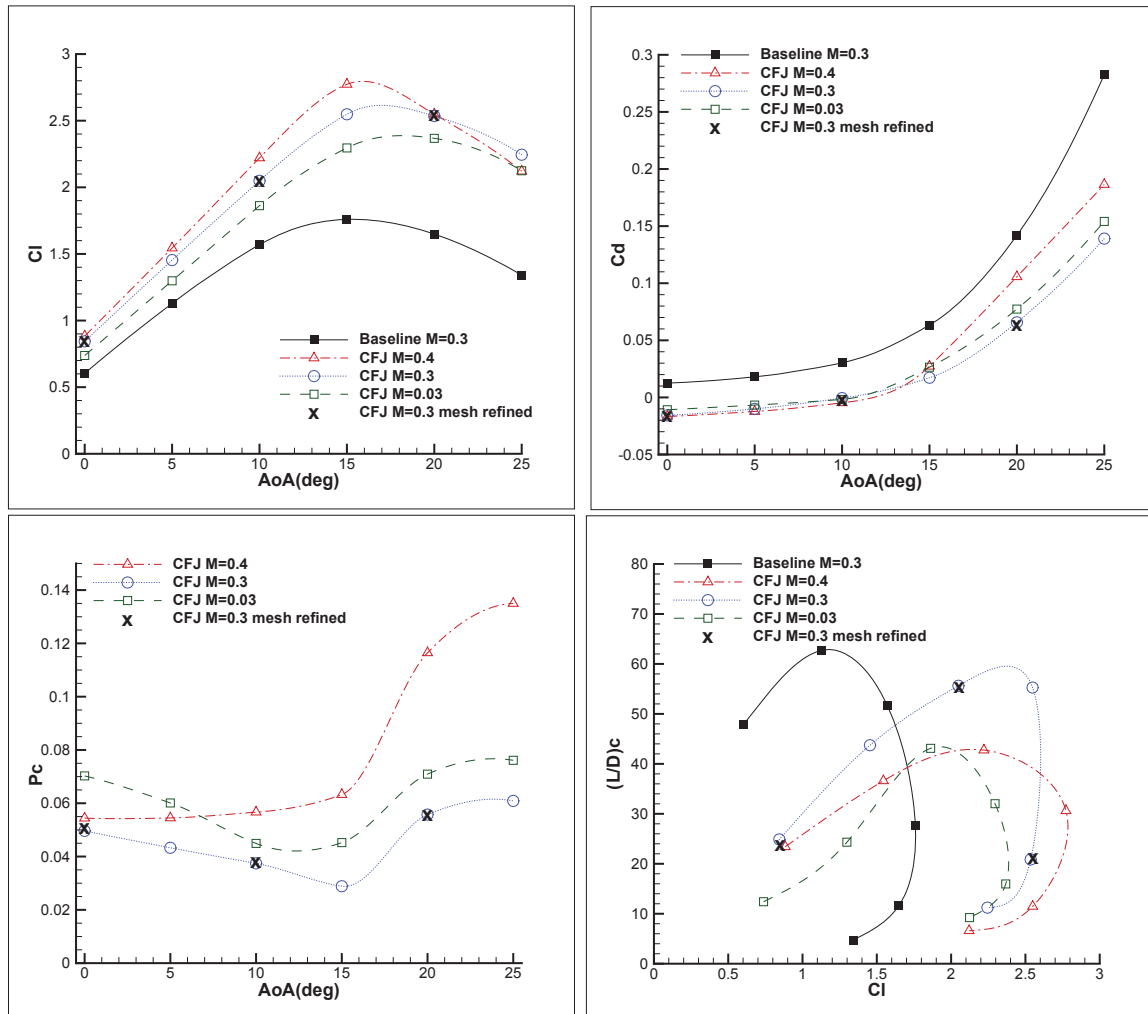 3
2.5
2
1.5
1
0.5
0
Cl
0 5 10 15 20 25
AoA(deg)
Baseline M=0.3
CFJ M=0.4
CFJ M=0.3
CFJ M=0.03
X CFJ M=0.3 mesh refined
0.3
0.25
0.2
0.15
0.1
0.05
0
-0.05
Cd
0 5 10 15 20 25
AoA(deg)
Baseline M=0.3
CFJ M=0.4
CFJ M=0.3
CFJ M=0.03
X CFJ M=0.3 mesh refined
0.14
0.12
0.1
0.08
0.06
0.04
0.02
0
Pc
0 5 10 15 20 25
AoA(deg)
CFJ M=0.4
CFJ M=0.3
CFJ M=0.03
X CFJ M=0.3 mesh refined
80
70
60
50
40
30
20
10
0
(L/D)c
0 0.5 1 1.5 2 2.5 3
Cl
Baseline M=0.3
CFJ M=0.4
CFJ M=0.3
CFJ M=0.03
X CFJ M=0.3 mesh refined